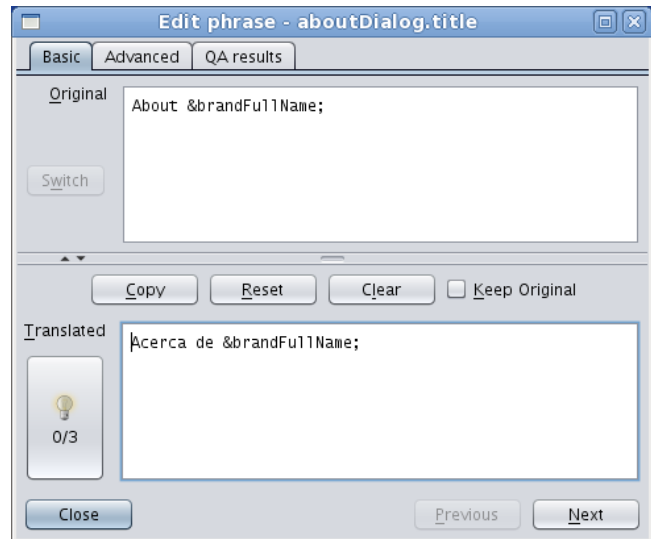 Edit phrase - aboutDialog.title
Basic Advanced QA results
Original
About &brandFullName;
Switch
Copy Reset Clear Keep Original
Translated
Acerca de &brandFullName;
0/3
Close Previous Next